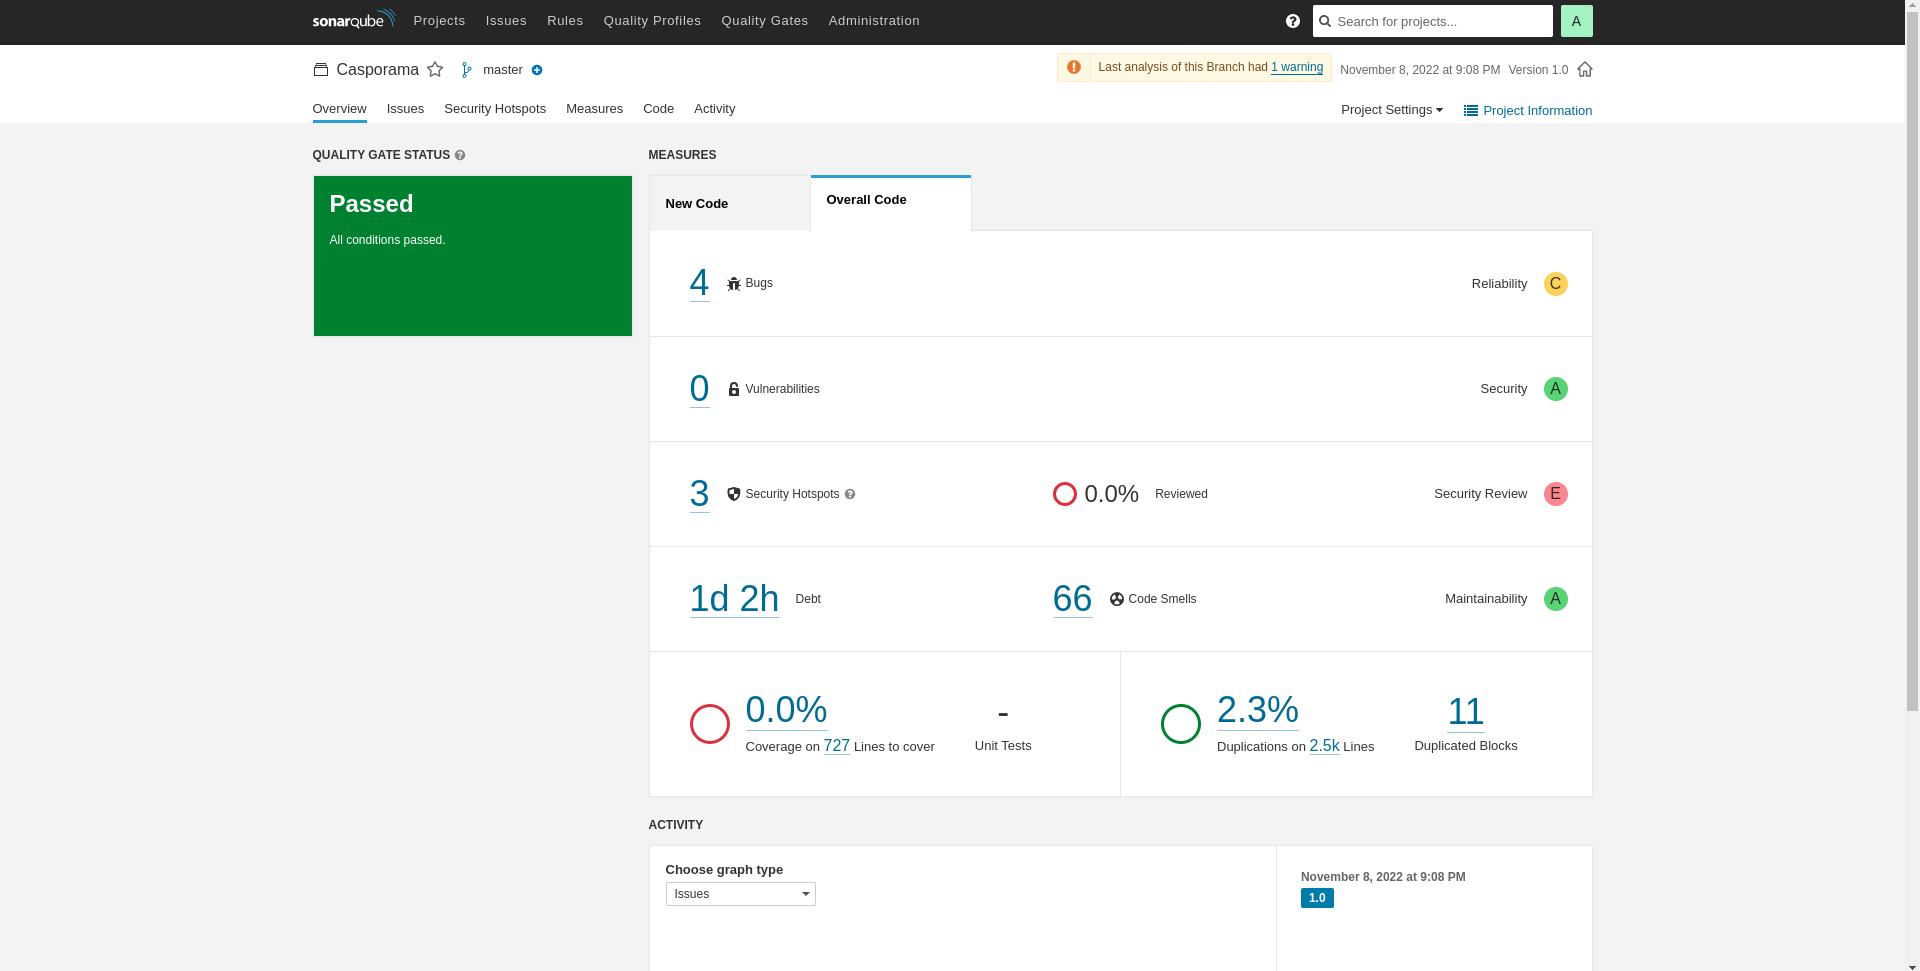 sonarqube Projects Issues Rules Quality Profiles Quality Gates Administration Search for projects... A
Casporama master Last analysis of this Branch had 1 warning November 8, 2022 at 9:08 PM Version 1.0
Overview Issues Security Hotspots Measures Code Activity Project Settings Project Information
QUALITY GATE STATUS
Passed
All conditions passed.
MEASURES
New Code Overall Code
4 Bugs Reliability C
0 Vulnerabilities Security A
3 Security Hotspots 0.0% Reviewed Security Review E
1d 2h Debt 66 Code Smells Maintainability A
0.0% - 2.3% 11
Coverage on 727 Lines to cover Unit Tests Duplications on 2.5k Lines Duplicated Blocks
ACTIVITY
Choose graph type
Issues
November 8, 2022 at 9:08 PM
1.0